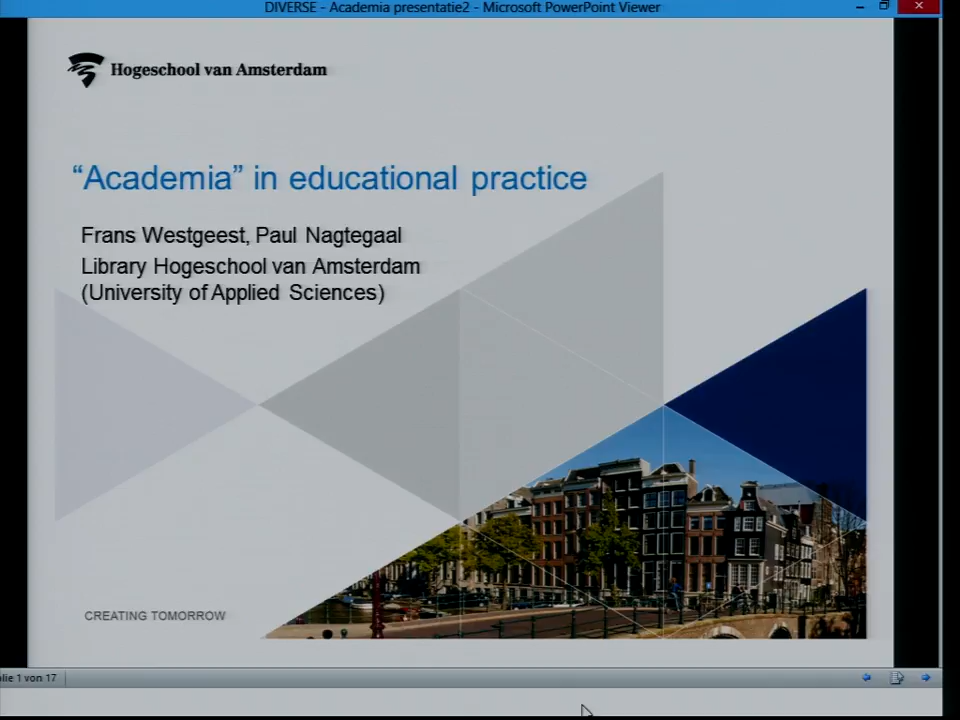 DIVERSE - Academia presentatie2 - Microsoft PowerPoint Viewer
Hogeschool van Amsterdam
“Academia” in educational practice
Frans Westgeest, Paul Nagtegaal
Library Hogeschool van Amsterdam
(University of Applied Sciences)
CREATING TOMORROW
lie 1 von 17